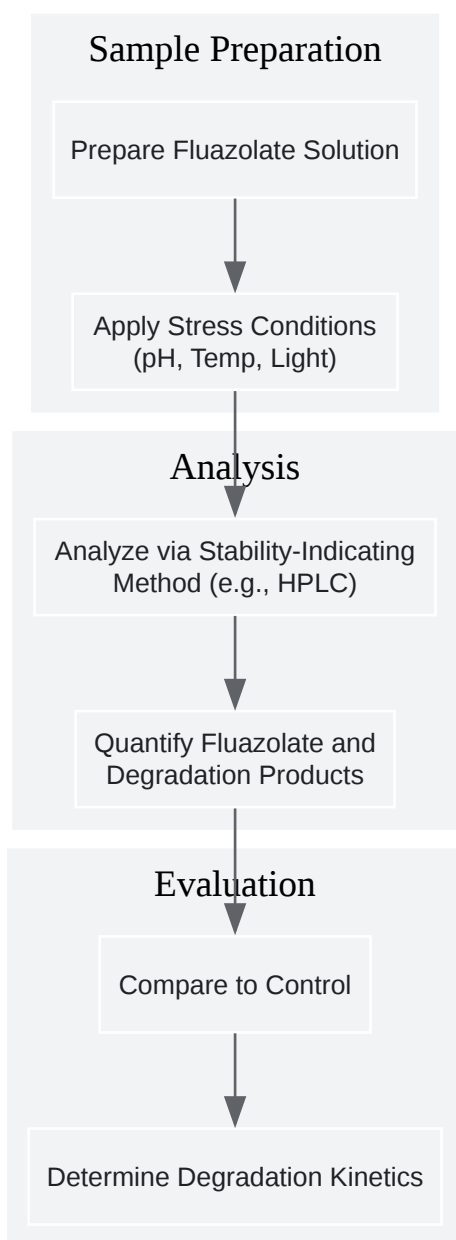 Sample Preparation
Prepare Fluazolate Solution
Apply Stress Conditions
(pH, Temp, Light)
Analysis
Analyze via Stability-Indicating
Method (e.g., HPLC)
Quantify Fluazolate and
Degradation Products
Evaluation
Compare to Control
Determine Degradation Kinetics